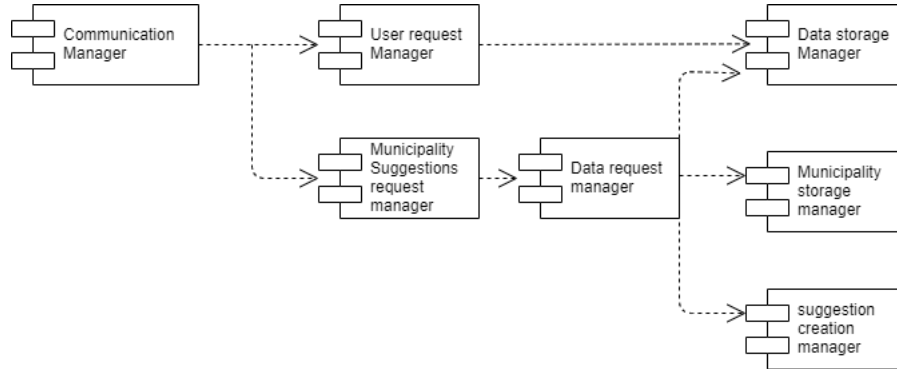 Communication
Manager
User request
Manager
Data storage
Manager
Municipality
Suggestions
request
manager
Data request
manager
Municipality
storage
manager
suggestion
creation
manager